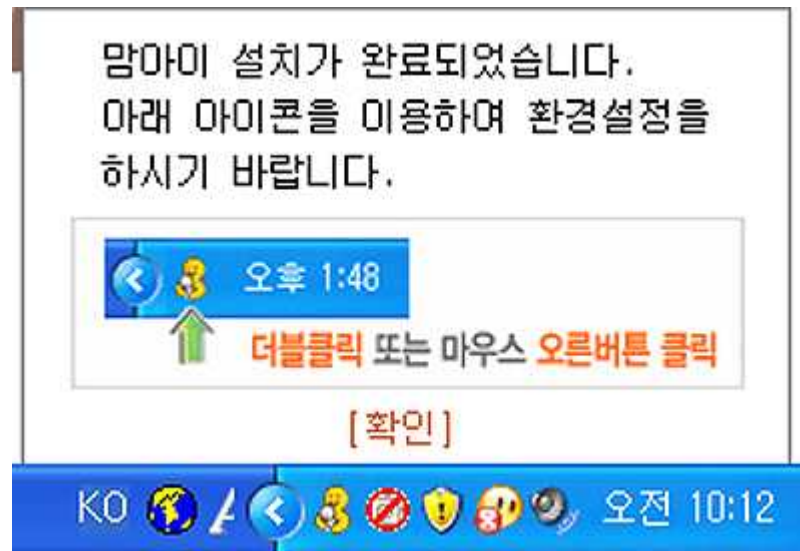 맘아이 설치가 완료되었습니다.
아래 아이콘을 이용하여 환경설정을
하시기 바랍니다.
오후 1:48
더블클릭 또는 마우스 오른버튼 클릭
[확인]
KO
오전 10:12